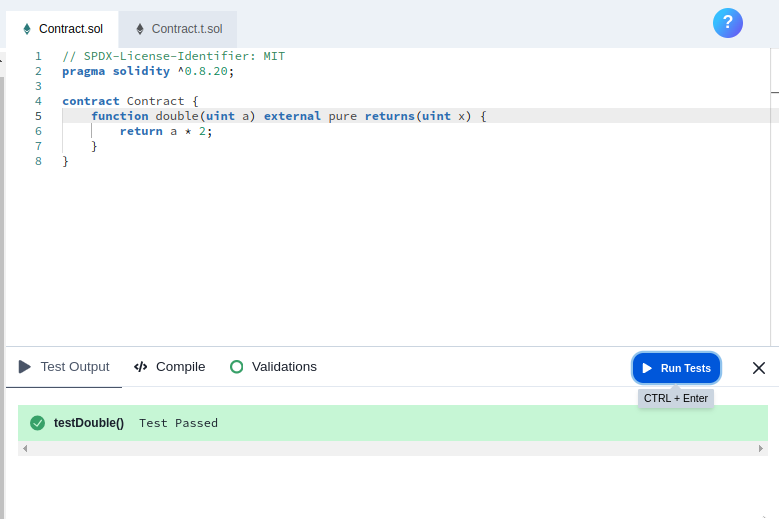 Contract.sol Contract.t.sol ?
1 // SPDX-License-Identifier: MIT
2 pragma solidity ^0.8.20;
3
4 contract Contract {
5 function double(uint a) external pure returns(uint x) {
6 return a * 2;
7 }
8 }
Test Output </> Compile Validations Run Tests
CTRL + Enter
testDouble() Test Passed